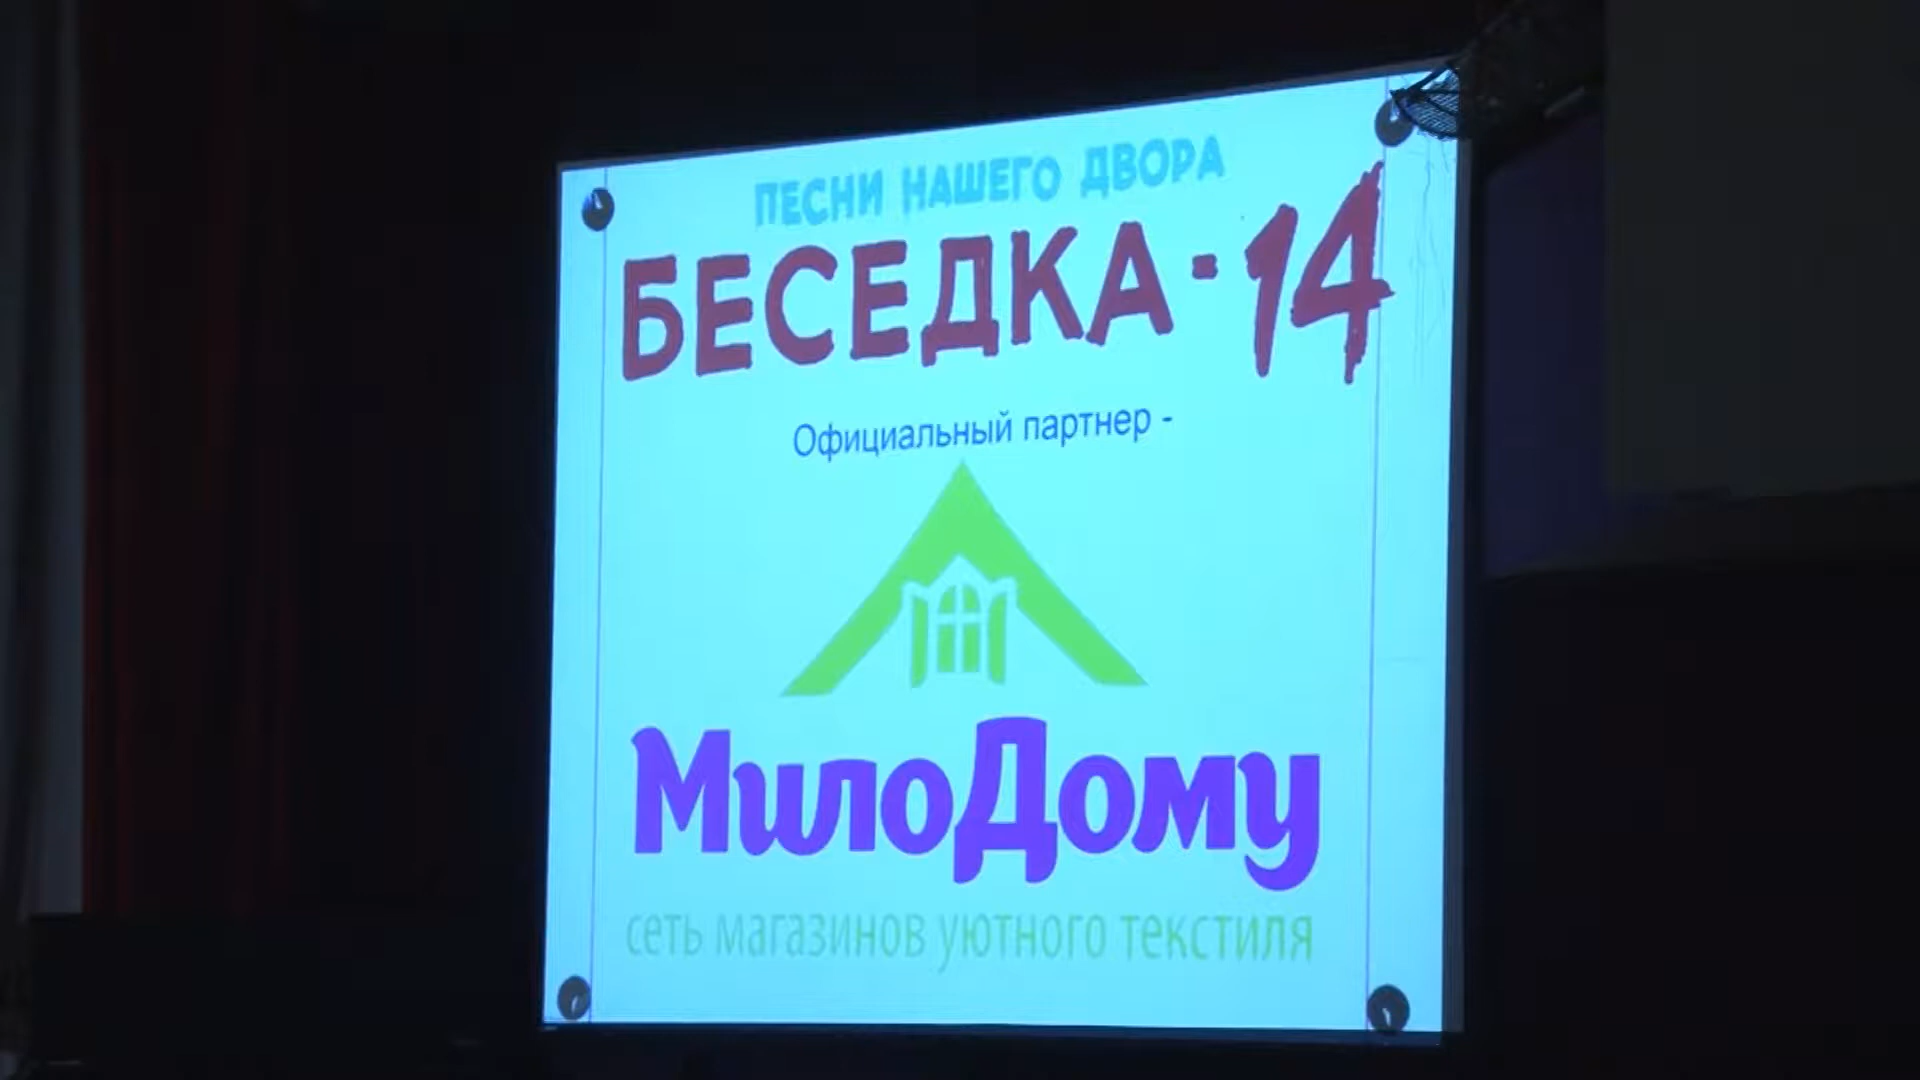 ПЕСНИ НАШЕГО ДВОРА
БЕСЕДКА-14
Официальный партнер -
МилоДому
сеть магазинов уютного текстиля